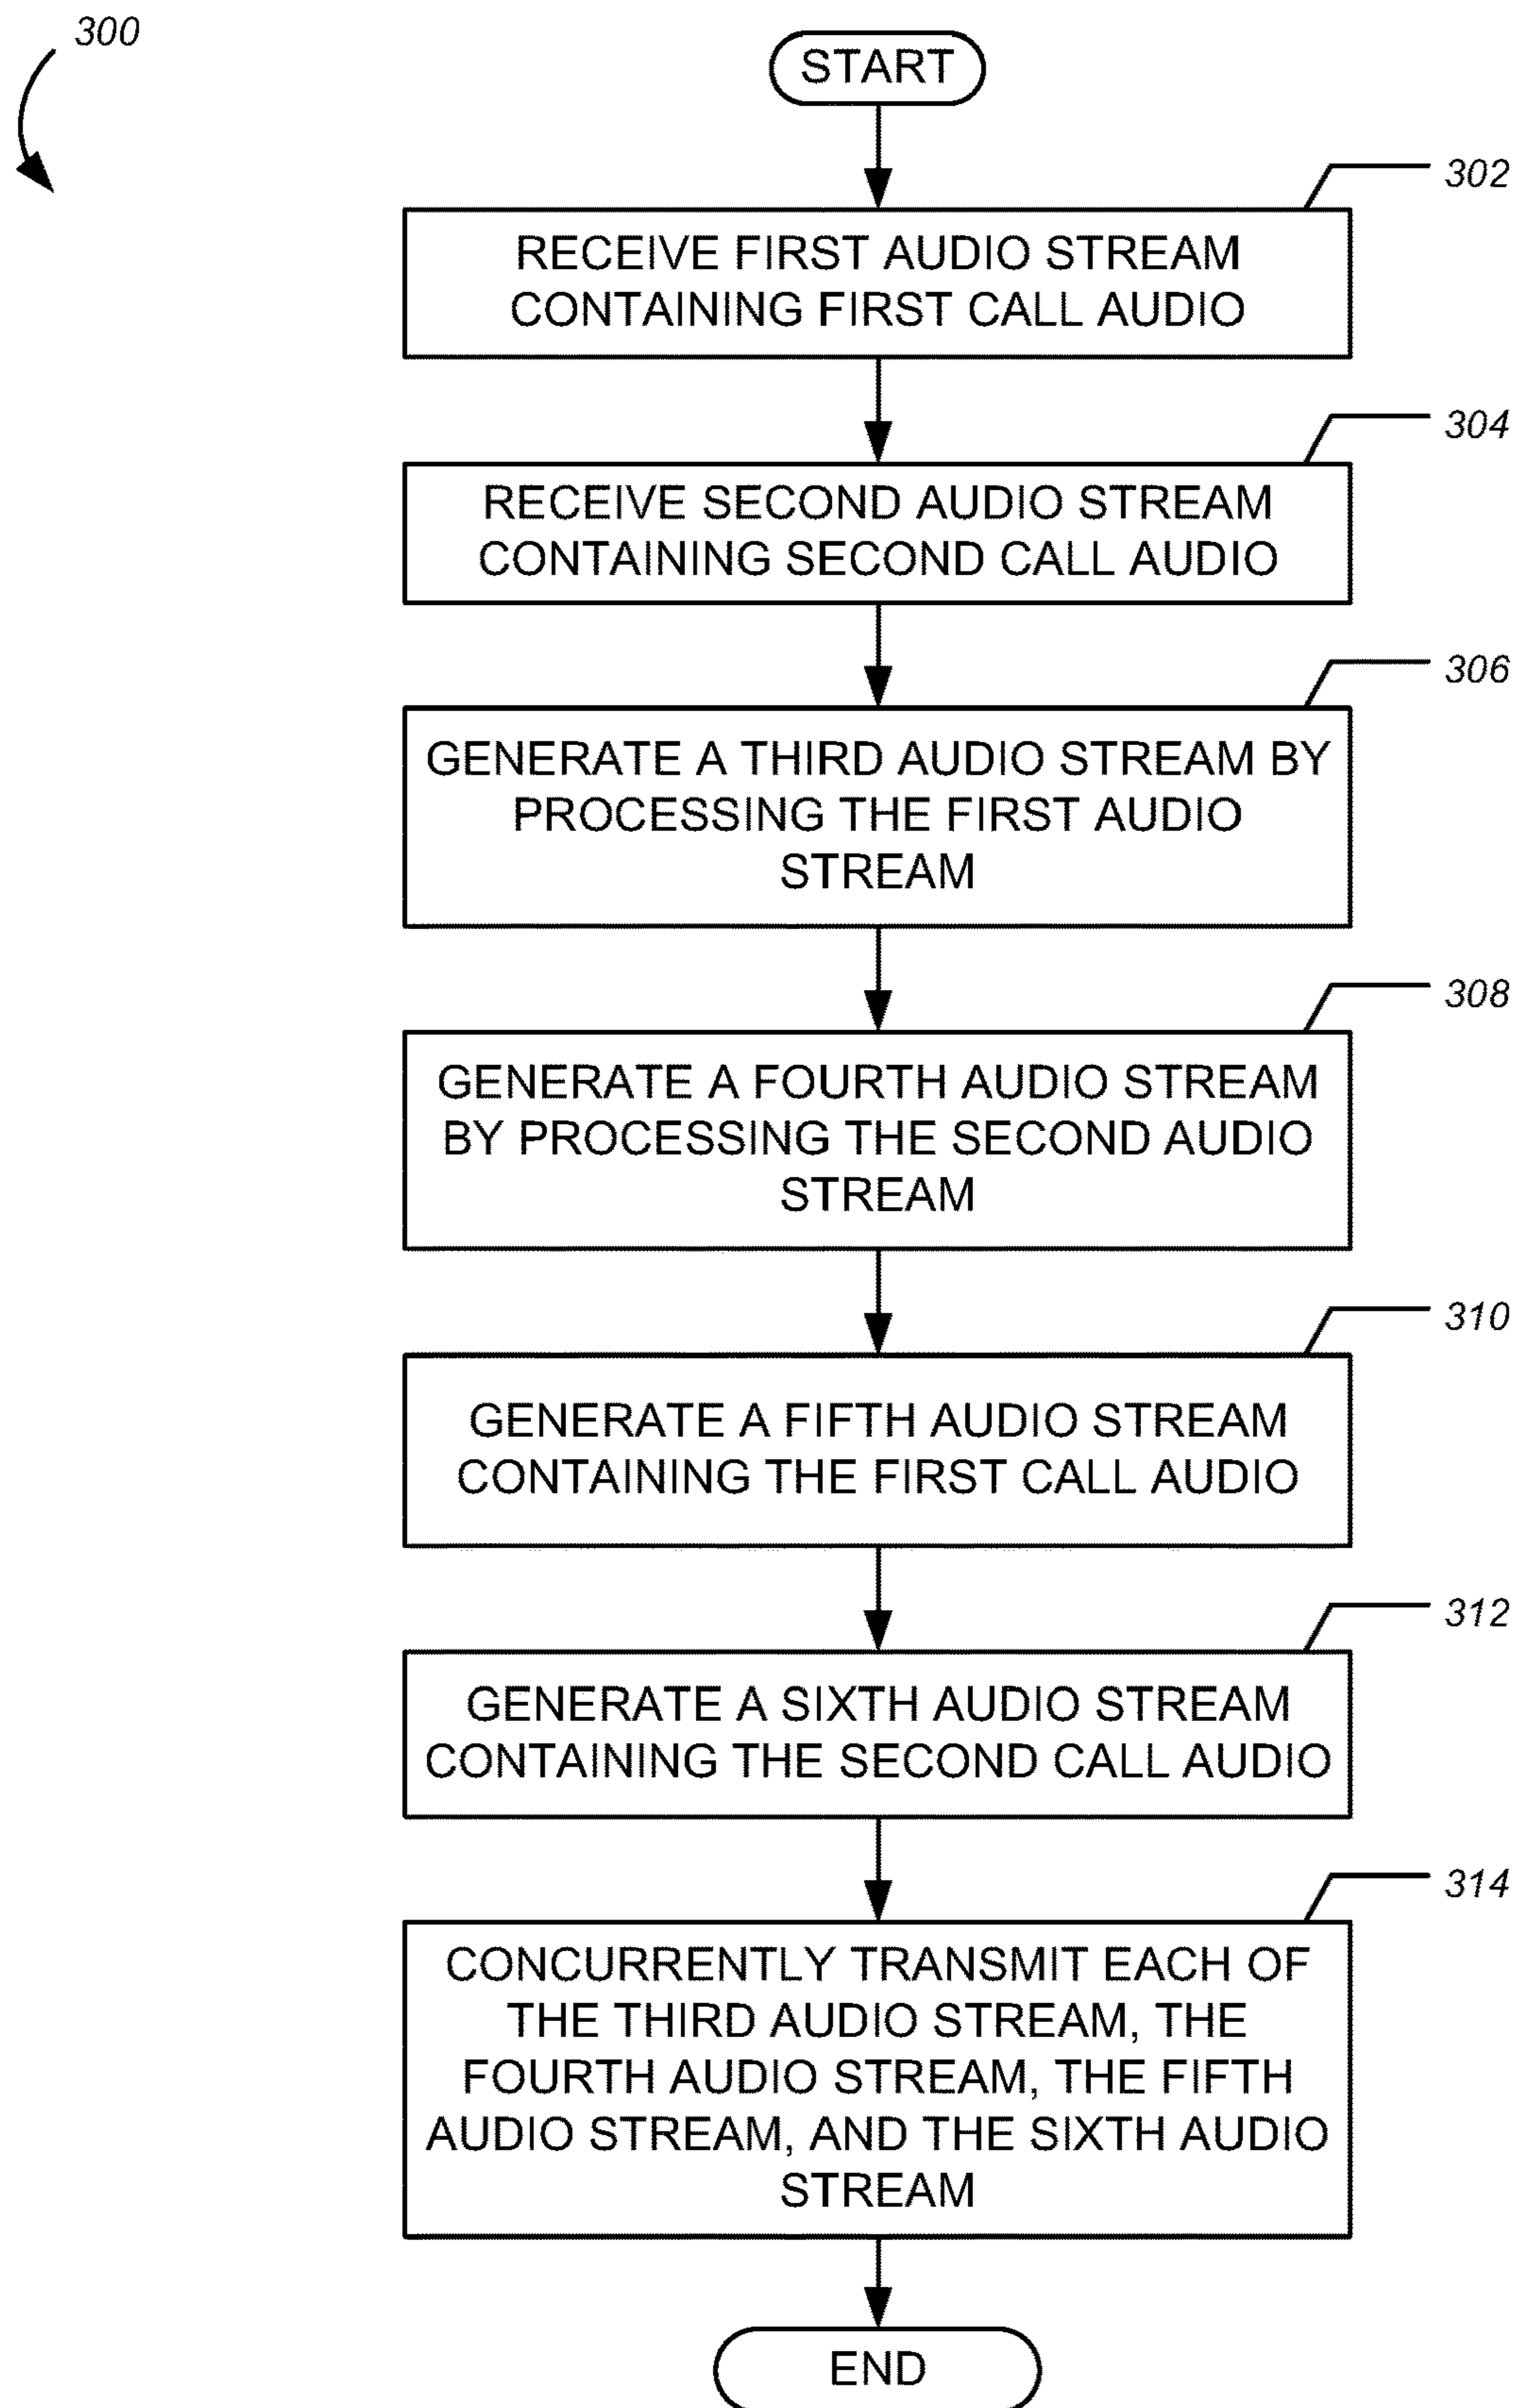 300
START
302
RECEIVE FIRST AUDIO STREAM
CONTAINING FIRST CALL AUDIO
304
RECEIVE SECOND AUDIO STREAM
CONTAINING SECOND CALL AUDIO
306
GENERATE A THIRD AUDIO STREAM BY
PROCESSING THE FIRST AUDIO
STREAM
308
GENERATE A FOURTH AUDIO STREAM
BY PROCESSING THE SECOND AUDIO
STREAM
310
GENERATE A FIFTH AUDIO STREAM
CONTAINING THE FIRST CALL AUDIO
312
GENERATE A SIXTH AUDIO STREAM
CONTAINING THE SECOND CALL AUDIO
314
CONCURRENTLY TRANSMIT EACH OF
THE THIRD AUDIO STREAM, THE
FOURTH AUDIO STREAM, THE FIFTH
AUDIO STREAM, AND THE SIXTH AUDIO
STREAM
END